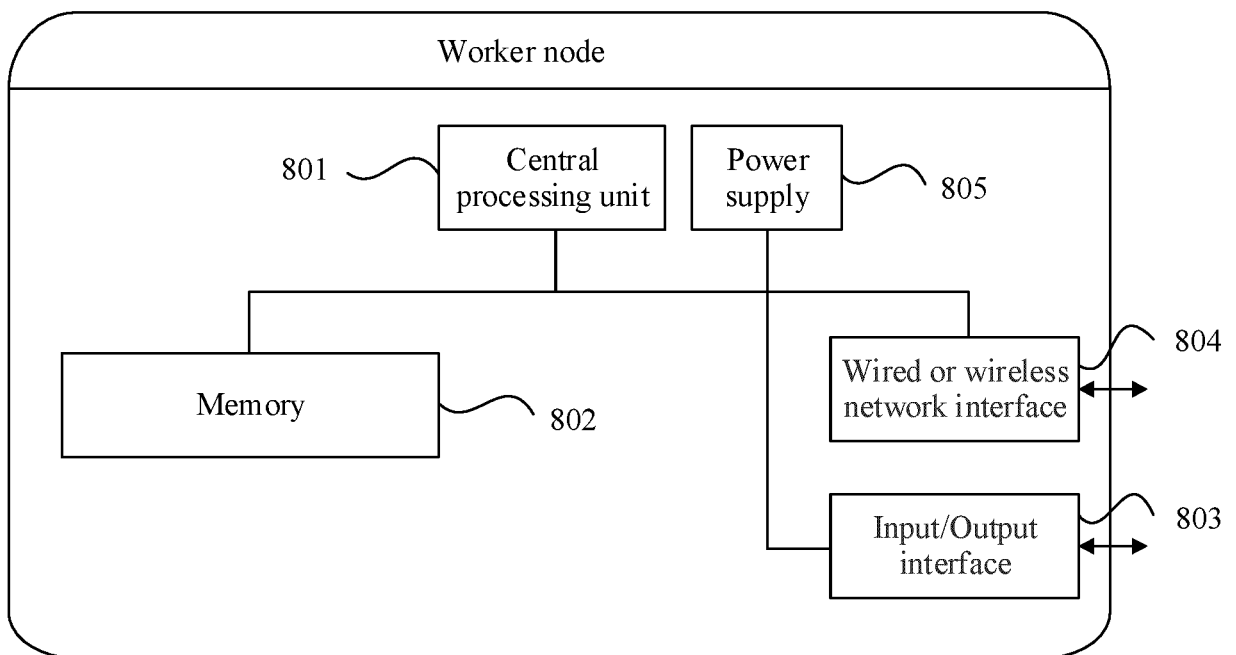 Worker node
801
Central
processing unit
Power
supply
805
Memory
802
Wired or wireless
network interface
804
Input/Output
interface
803